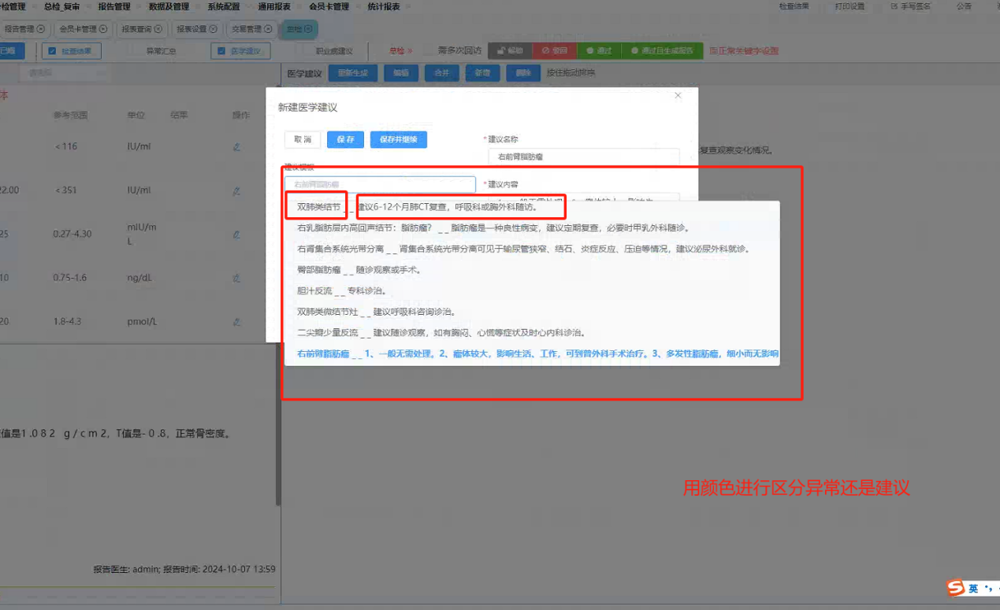 检管理 总检_复审 报告管理 数据及管理 系统配置 通用报表 会员卡管理 统计报表 检查结果 打印设置 手写签名 公告
报告管理 会员卡管理 报表查询 报表设置 交易管理 总检
检查结果 异常汇总 医学建议 职业病建议 总检 需多次回访 解锁 驳回 通过 通过且生成报告 非正常关键字设置
医学建议 重新生成 编辑 合并 新增 删除 按住拖动排序
新建医学建议
体
参考范围 单位 结果 操作
取 消 保 存 保存并继续 *建议名称
<116 IU/ml
右前臂脂肪瘤
复查观察变化情况。
建议模板
右前臂脂肪瘤 *建议内容
22.00 <351 IU/ml
双肺类结节 _ _ 建议6-12个月肺CT复查，呼吸科或胸外科随访。
右乳脂肪层内高回声结节：脂肪瘤？ _ _ 脂肪瘤是一种良性病变，建议定期复查，必要时甲乳外科随诊。
25 0.27-4.30 mIU/m
L
右肾集合系统光带分离 _ _ 肾集合系统光带分离可见于输尿管狭窄、结石、炎症反应、压迫等情况，建议泌尿外科就诊。
臀部脂肪瘤 _ _ 随诊观察或手术。
10 0.75-1.6 ng/dL
胆汁反流 _ _ 专科诊治。
双肺类微结节灶 _ _ 建议呼吸科咨询诊治。
20 1.8-4.3 pmol/L
二尖瓣少量反流 _ _ 建议随诊观察，如有胸闷、心慌等症状及时心内科诊治。
右前臂脂肪瘤 _ _ 1、一般无需处理。2、瘤体较大，影响生活、工作，可到普外科手术治疗。3、多发性脂肪瘤，细小而无影响
值是1.082 g/cm2，T值是-0.8，正常骨密度。
用颜色进行区分异常还是建议
报告医生: admin; 报告时间: 2024-10-07 13:59
英